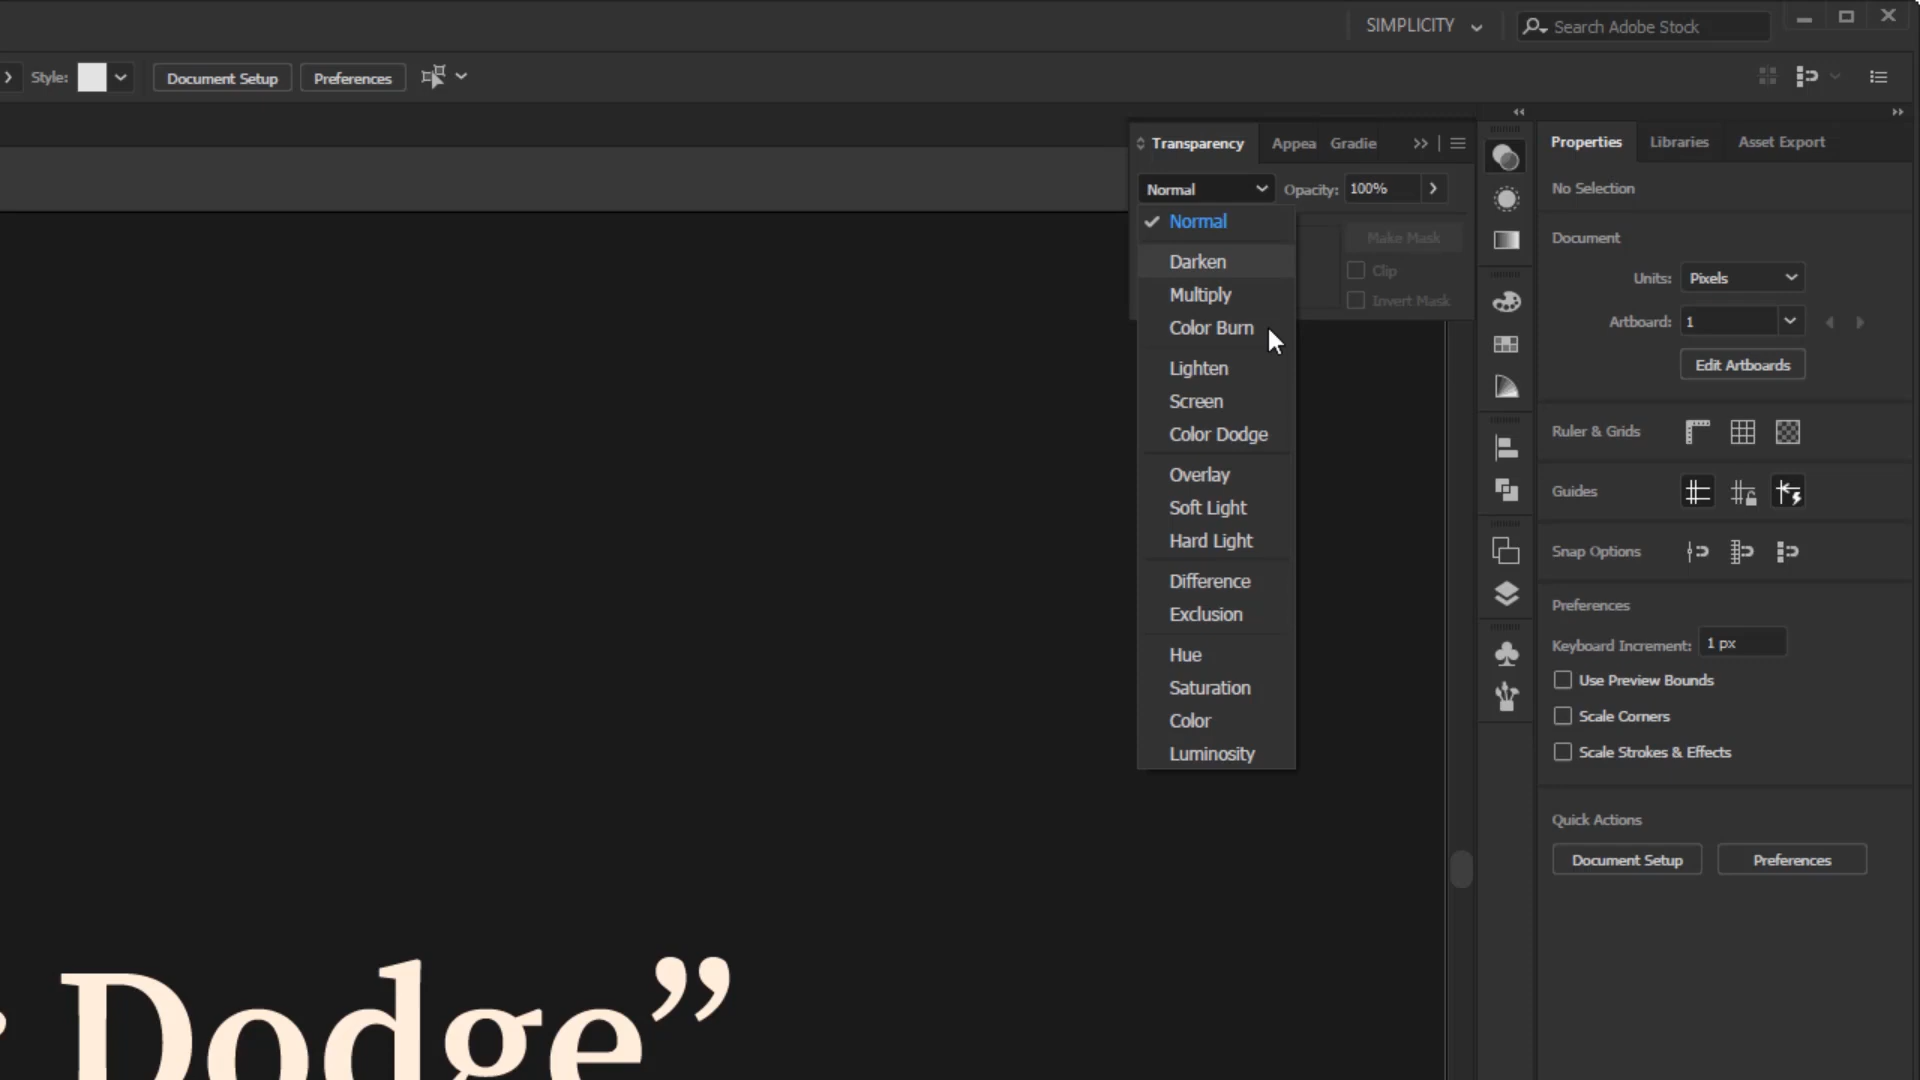 SIMPLICITY
Search Adobe Stock
Style:
Document Setup
Preferences
Transparency
Appea
Gradie
Properties
Libraries
Asset Export
Normal
Opacity:
100%
No Selection
Normal
Make Mask
Clip
Invert Mask
Darken
Multiply
Color Burn
Lighten
Screen
Color Dodge
Overlay
Soft Light
Hard Light
Difference
Exclusion
Hue
Saturation
Color
Luminosity
Document
Units:
Pixels
Artboard:
1
Edit Artboards
Ruler & Grids
Guides
Snap Options
Preferences
Keyboard Increment:
1 px
Use Preview Bounds
Scale Corners
Scale Strokes & Effects
Quick Actions
Document Setup
Preferences
Dodge”